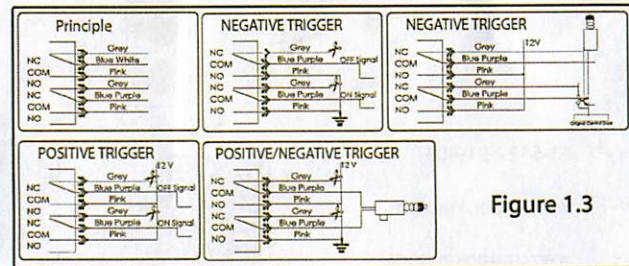 Principle
NC
COM
NO
NC
COM
NO
Grey
Blue White
Pink
Grey
Blue Purple
Pink
NEGATIVE TRIGGER
NC
COM
NO
NC
COM
NO
Grey
Blue Purple
Pink
Grey
Blue Purple
Pink
OFF Signal
ON Signal
NEGATIVE TRIGGER
NC
COM
NO
NC
COM
NO
Grey
Blue Purple
Pink
Grey
Blue Purple
Pink
12V
POSITIVE TRIGGER
NC
COM
NO
NC
COM
NO
Grey
Blue Purple
Pink
Grey
Blue Purple
Pink
12 V
OFF Signal
ON Signal
POSITIVE/NEGATIVE TRIGGER
NC
COM
NO
NC
COM
NO
Grey
Blue Purple
Pink
Grey
Blue Purple
Pink
12V
Figure 1.3